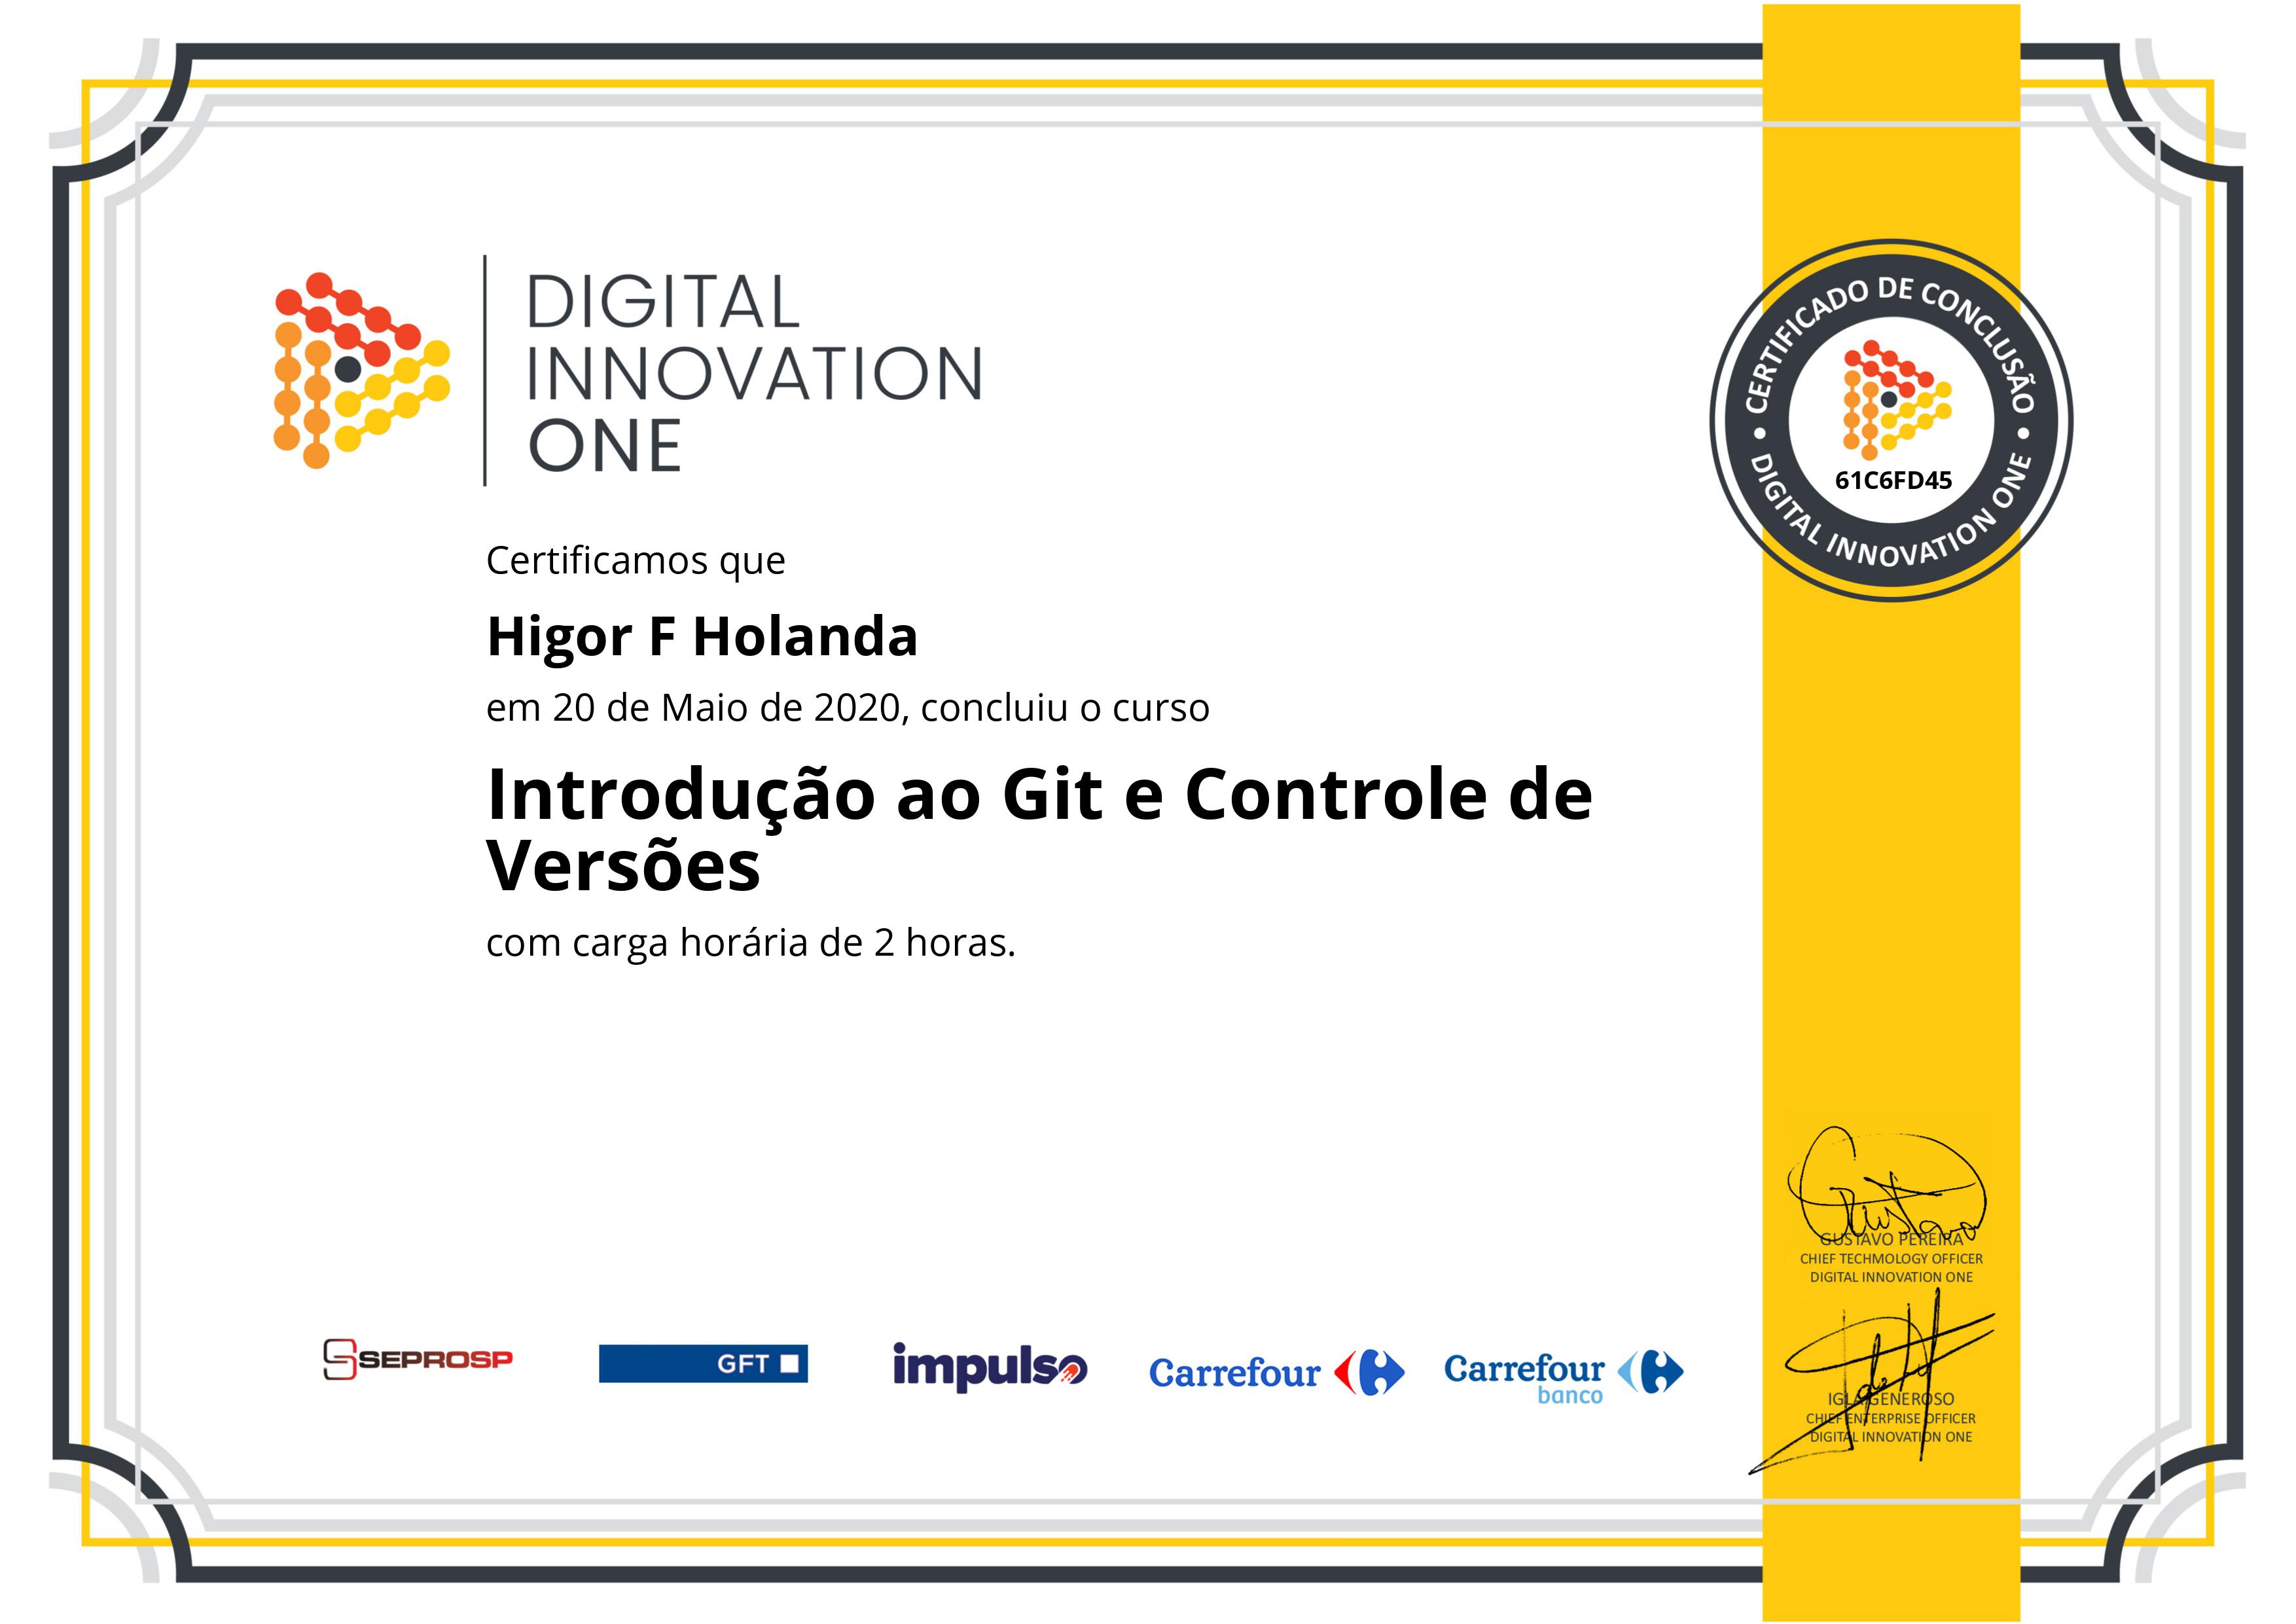 DIGITAL
INNOVATION
ONE
CERTIFICADO DE CONCLUSÃO
61C6FD45
DIGITAL INNOVATION ONE
Certificamos que
Higor F Holanda
em 20 de Maio de 2020, concluiu o curso
Introdução ao Git e Controle de
Versões
com carga horária de 2 horas.
Gustavo
GUSTAVO PEREIRA
CHIEF TECHMOLOGY OFFICER
DIGITAL INNOVATION ONE
IGLA GENEROSO
CHIEF ENTERPRISE OFFICER
DIGITAL INNOVATION ONE
SEPROSP
GFT
impulso
Carrefour
Carrefour
banco